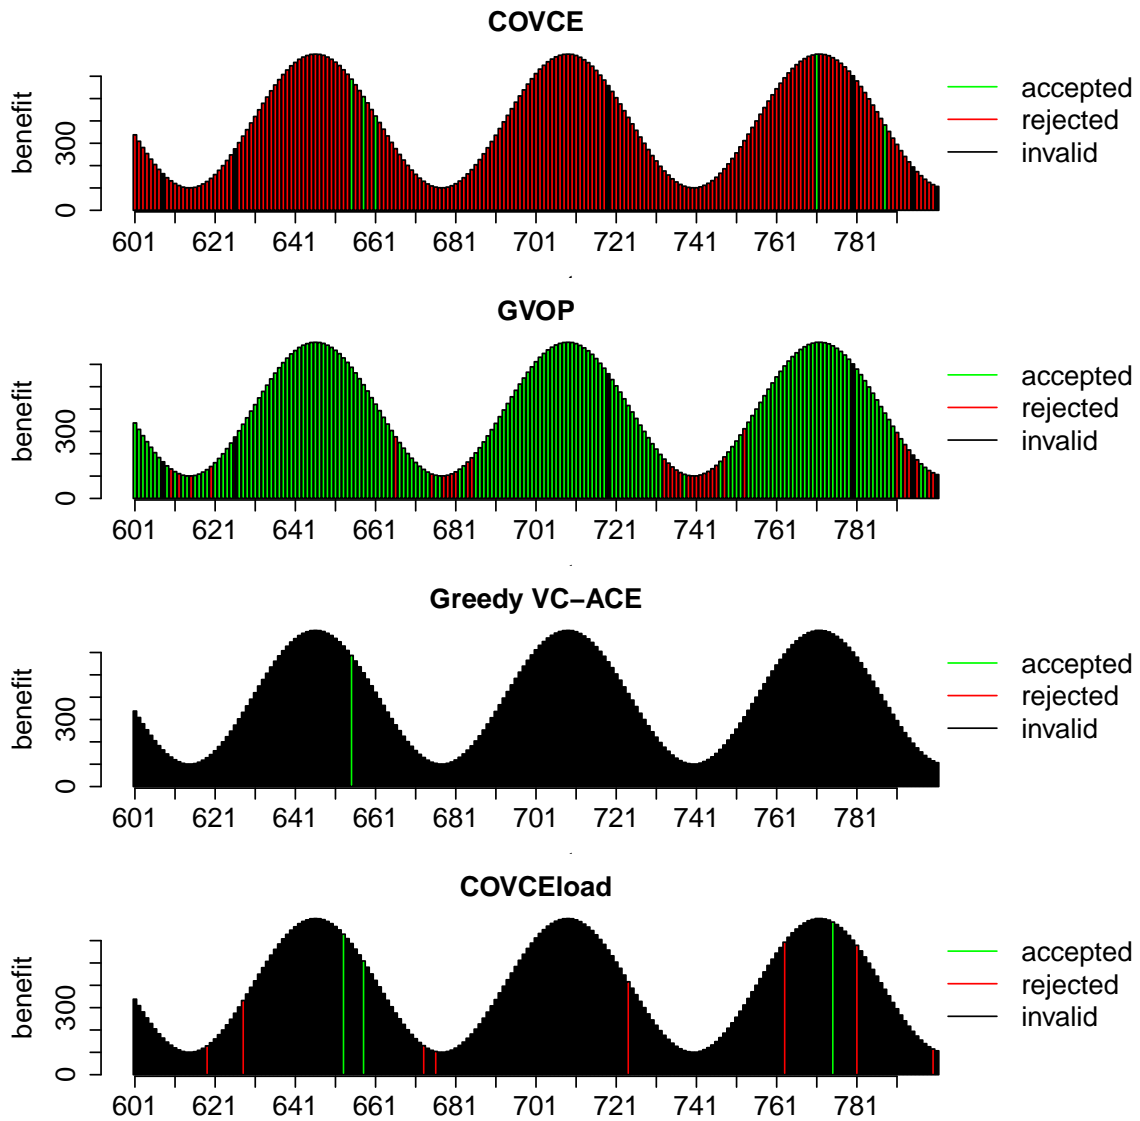 COVCE
benefit
0
300
601 621 641 661 681 701 721 741 761 781
accepted
rejected
invalid
GVOP
benefit
0
300
601 621 641 661 681 701 721 741 761 781
accepted
rejected
invalid
Greedy VC−ACE
benefit
0
300
601 621 641 661 681 701 721 741 761 781
accepted
rejected
invalid
COVCEload
benefit
0
300
601 621 641 661 681 701 721 741 761 781
accepted
rejected
invalid